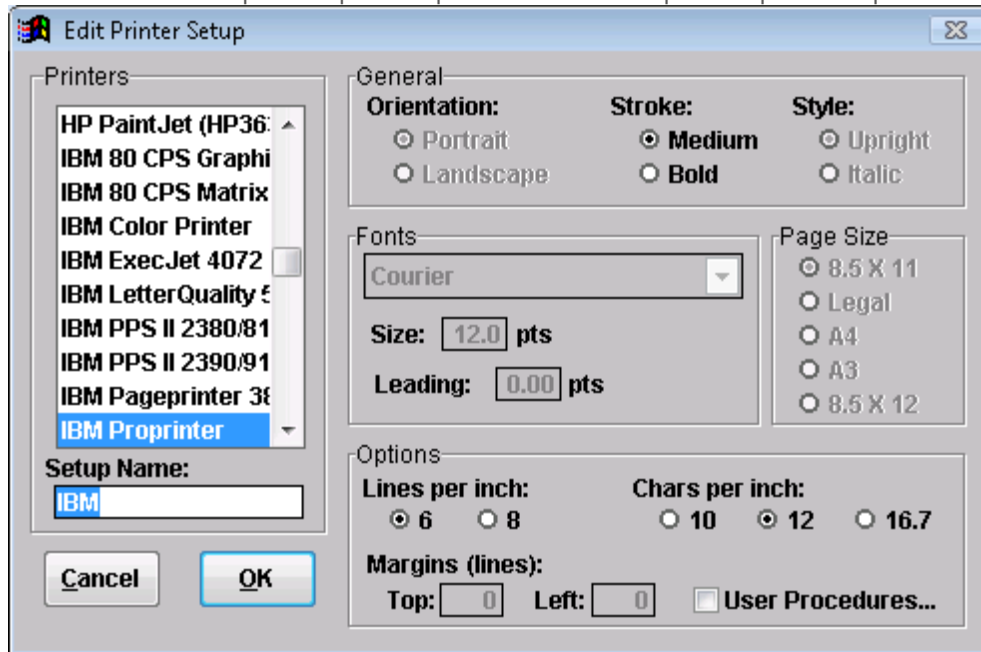 Edit Printer Setup
Printers
HP PaintJet (HP36
IBM 80 CPS Graphi
IBM 80 CPS Matrix
IBM Color Printer
IBM ExecJet 4072
IBM LetterQuality
IBM PPS II 2380/81
IBM PPS II 2390/91
IBM Pageprinter
IBM Proprinter
Setup Name:
IBM
Cancel OK
General
Orientation: Stroke: Style:
Portrait Medium Upright
Landscape Bold Italic
Fonts
Courier
Size: 12.0 pts
Leading: 0.00 pts
Page Size
8.5 X 11
Legal
A4
A3
8.5 X 12
Options
Lines per inch: Chars per inch:
6 8 10 12 16.7
Margins (lines):
Top: 0 Left: 0 User Procedures...